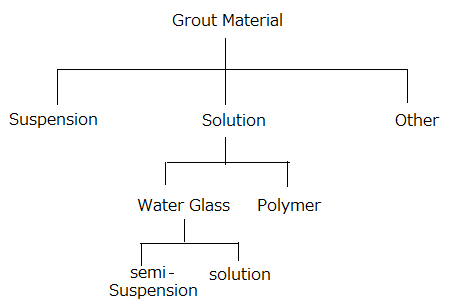 Grout Material
Suspension Solution Other
Water Glass Polymer
semi- solution
Suspension